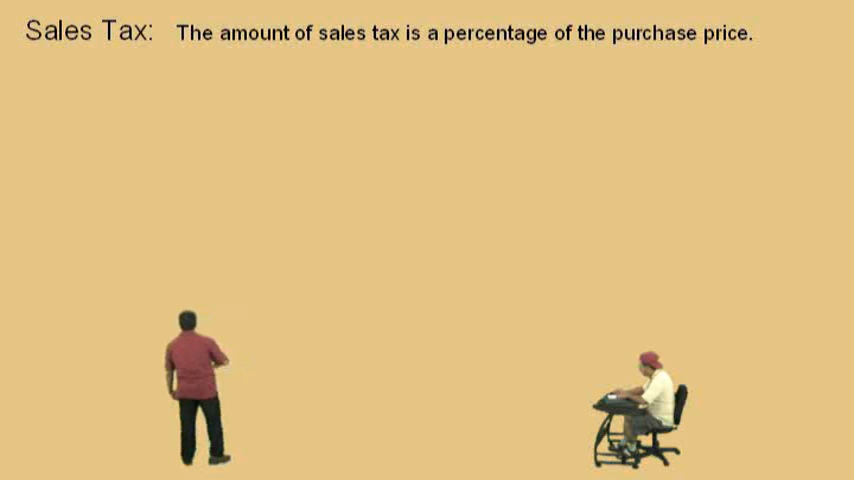 Sales Tax: The amount of sales tax is a percentage of the purchase price.